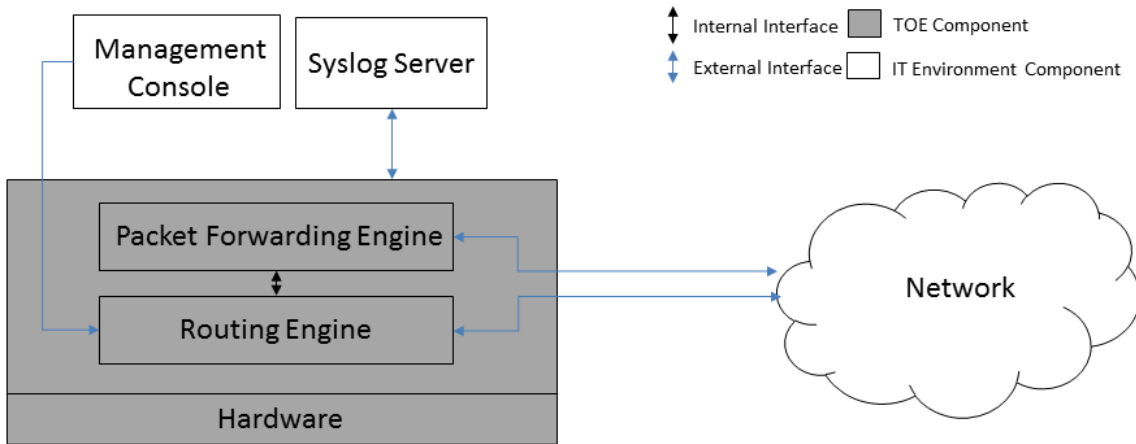 Management
Console
Syslog Server
Internal Interface
TOE Component
External Interface
IT Environment Component
Packet Forwarding Engine
Routing Engine
Hardware
Network